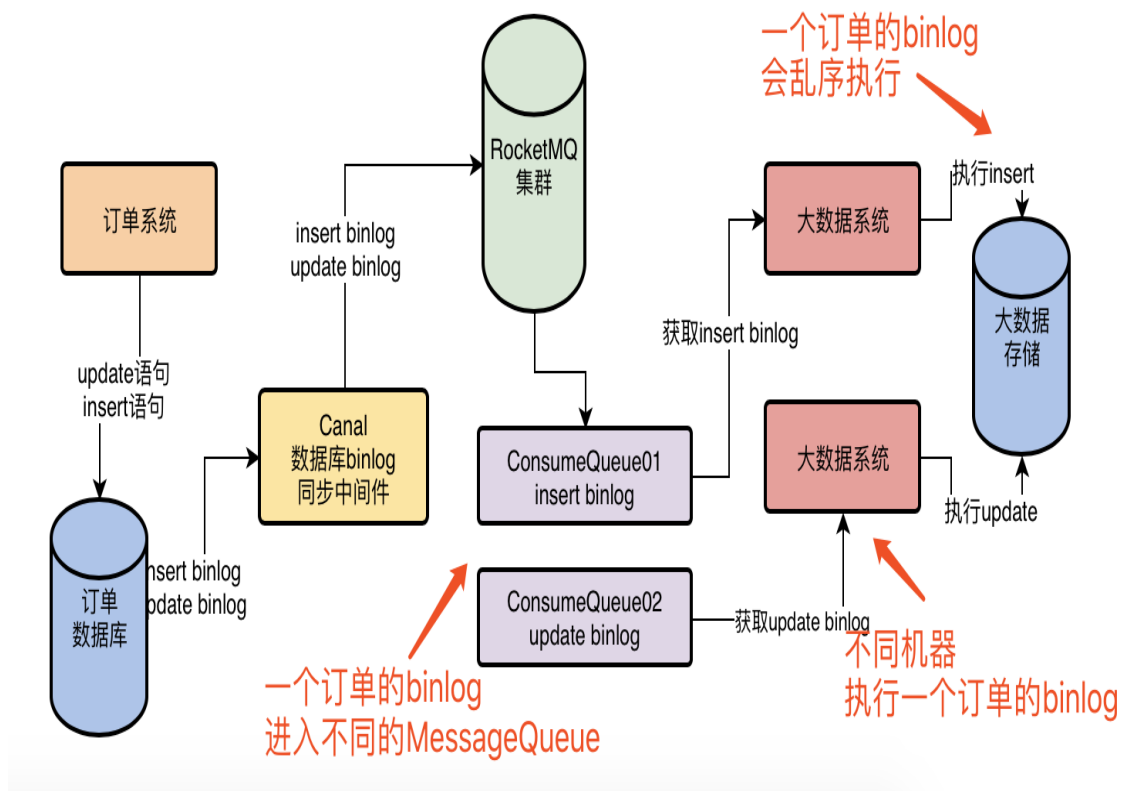 一个订单的binlog
会乱序执行
RocketMQ
集群
执行insert
订单系统
大数据系统
insert binlog
update binlog
大数据
存储
获取insert binlog
update语句
insert语句
Canal
数据库binlog
同步中间件
ConsumeQueue01
insert binlog
大数据系统
执行update
nsert binlog
pdate binlog
订单
数据库
ConsumeQueue02
update binlog
获取update binlog
不同机器
执行一个订单的binlog
一个订单的binlog
进入不同的MessageQueue